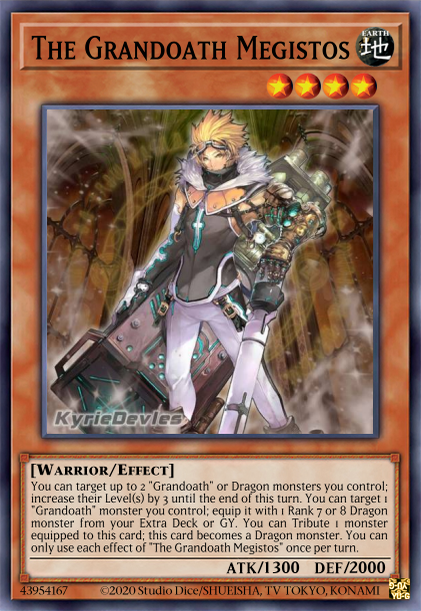 The Grandoath Megistos
EARTH
地
KyrieDevies
[Warrior/Effect]
You can target up to 2 "Grandoath" or Dragon monsters you control;
increase their Level(s) by 3 until the end of this turn. You can target 1
"Grandoath" monster you control; equip it with 1 Rank 7 or 8 Dragon
monster from your Extra Deck or GY. You can Tribute 1 monster
equipped to this card; this card becomes a Dragon monster. You can
only use each effect of "The Grandoath Megistos" once per turn.
ATK/1300 DEF/2000
43954167 ©2020 Studio Dice/SHUEISHA, TV TOKYO, KONAMI